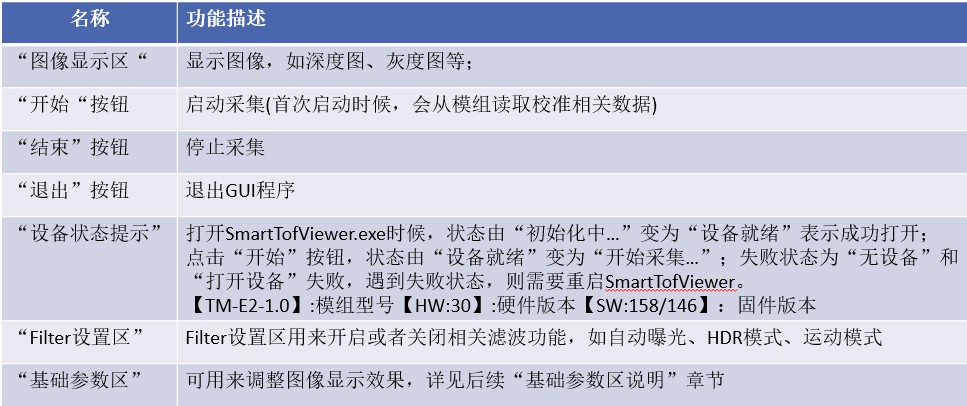 名称 功能描述
“图像显示区“ 显示图像，如深度图、灰度图等；
“开始“按钮 启动采集(首次启动时候，会从模组读取校准相关数据)
“结束”按钮 停止采集
“退出”按钮 退出GUI程序
“设备状态提示” 打开SmartTofViewer.exe时候，状态由“初始化中…”变为“设备就绪”表示成功打开；
点击“开始”按钮，状态由“设备就绪”变为“开始采集…”；失败状态为“无设备”和
“打开设备”失败，遇到失败状态，则需要重启SmartTofViewer。
【TM-E2-1.0】:模组型号【HW:30】:硬件版本【SW:158/146】：固件版本
“Filter设置区” Filter设置区用来开启或者关闭相关滤波功能，如自动曝光、HDR模式、运动模式
“基础参数区” 可用来调整图像显示效果，详见后续“基础参数区说明”章节